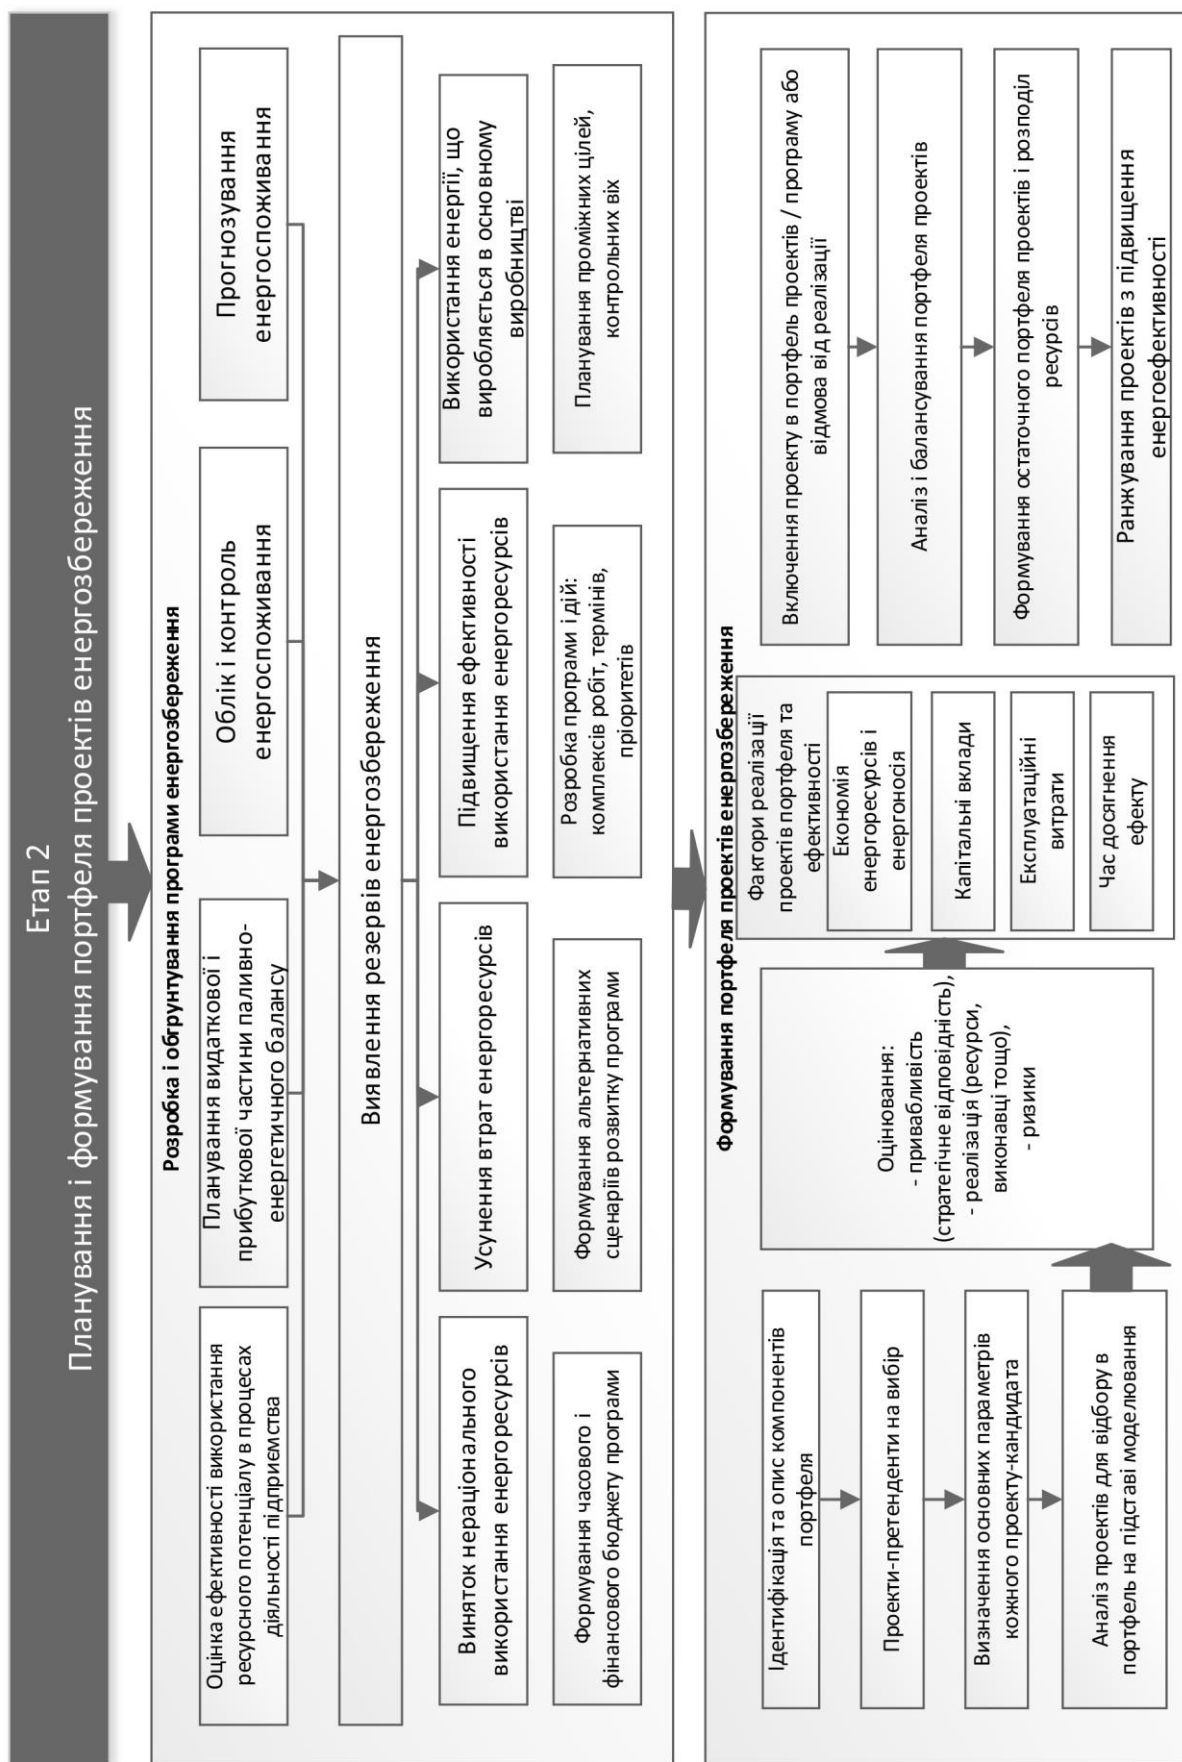 Етап 2
Планування і формування портфеля проектів енергозбереження
Розробка і обгрунтування програми енергозбереження
Оцінка ефективності використання
ресурсного потенціалу в процесах
діяльності підприємства
Планування видаткової і
прибуткової частини паливно-
енергетичного балансу
Облік і контроль
енергоспоживання
Прогнозування
енергоспоживання
Виявлення резервів енергозбереження
Виняток нераціонального
використання енергоресурсів
Усунення втрат енергоресурсів
Підвищення ефективності
використання енергоресурсів
Використання енергії, що
виробляється в основному
виробництві
Формування часового і
фінансового бюджету програми
Формування альтернативних
сценаріїв розвитку програми
Розробка програми і дій:
комплексів робіт, термінів,
пріоритетів
Планування проміжних цілей,
контрольних віх
Формування портфеля проектів енергозбереження
Ідентифікація та опис компонентів
портфеля
Проекти-претенденти на вибір
Визначення основних параметрів
кожного проекту-кандидата
Аналіз проектів для відбору в
портфель на підставі моделювання
Оцінювання:
- привабливість
(стратегічне відповідність),
- реалізація (ресурси,
виконавці тощо),
- ризики
Фактори реалізації
проектів портфеля та
ефективності
Економія
енергоресурсів і
енергоносія
Капітальні вклади
Експлуатаційні
витрати
Час досягнення
ефекту
Включення проекту в портфель проектів / програму або
відмова від реалізації
Аналіз і балансування портфеля проектів
Формування остаточного портфеля проектів і розподіл
ресурсів
Ранжування проектів з підвищення
енергоефективності